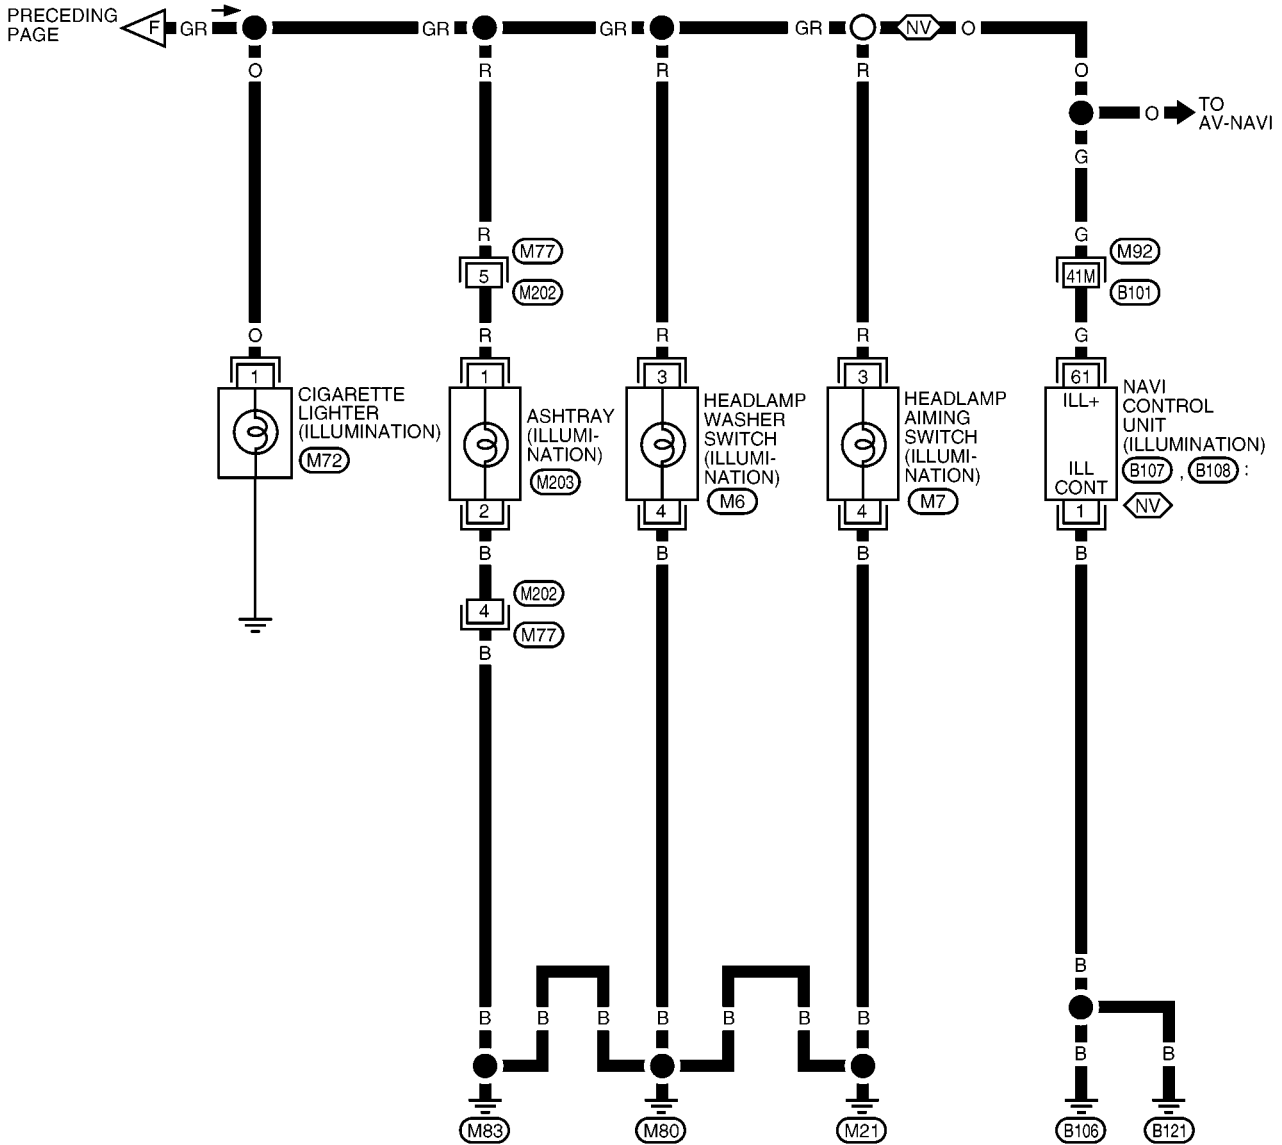 PRECEDING
PAGE
F
GR
GR
GR
GR
NV
O
O
R
R
R
O
TO
AV-NAVI
O
G
R
M77
5
M202
G
M92
41M
B101
O
R
R
R
G
1
CIGARETTE
LIGHTER
(ILLUMINATION)
M72
1
ASHTRAY
(ILLUMI-
NATION)
M203
2
3
HEADLAMP
WASHER
SWITCH
(ILLUMI-
NATION)
M6
4
3
HEADLAMP
AIMING
SWITCH
(ILLUMI-
NATION)
M7
4
61
ILL+
ILL
CONT
1
NAVI
CONTROL
UNIT
(ILLUMINATION)
B107 , B108 :
NV
B
B
B
B
M202
4
M77
B
B
B
B
B
B
B
B
B
B
B
B
M83
M80
M21
B106
B121